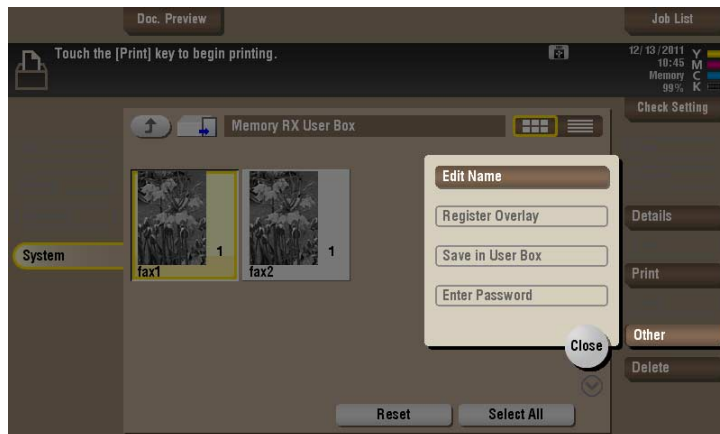 Doc. Preview
Job List
Touch the [Print] key to begin printing.
12/13/2011
10:45
Memory
99%
Y
M
C
K
Check Setting
Memory RX User Box
Edit Name
Register Overlay
Save in User Box
Enter Password
Close
System
1
fax1
1
fax2
Details
Print
Other
Delete
Reset
Select All